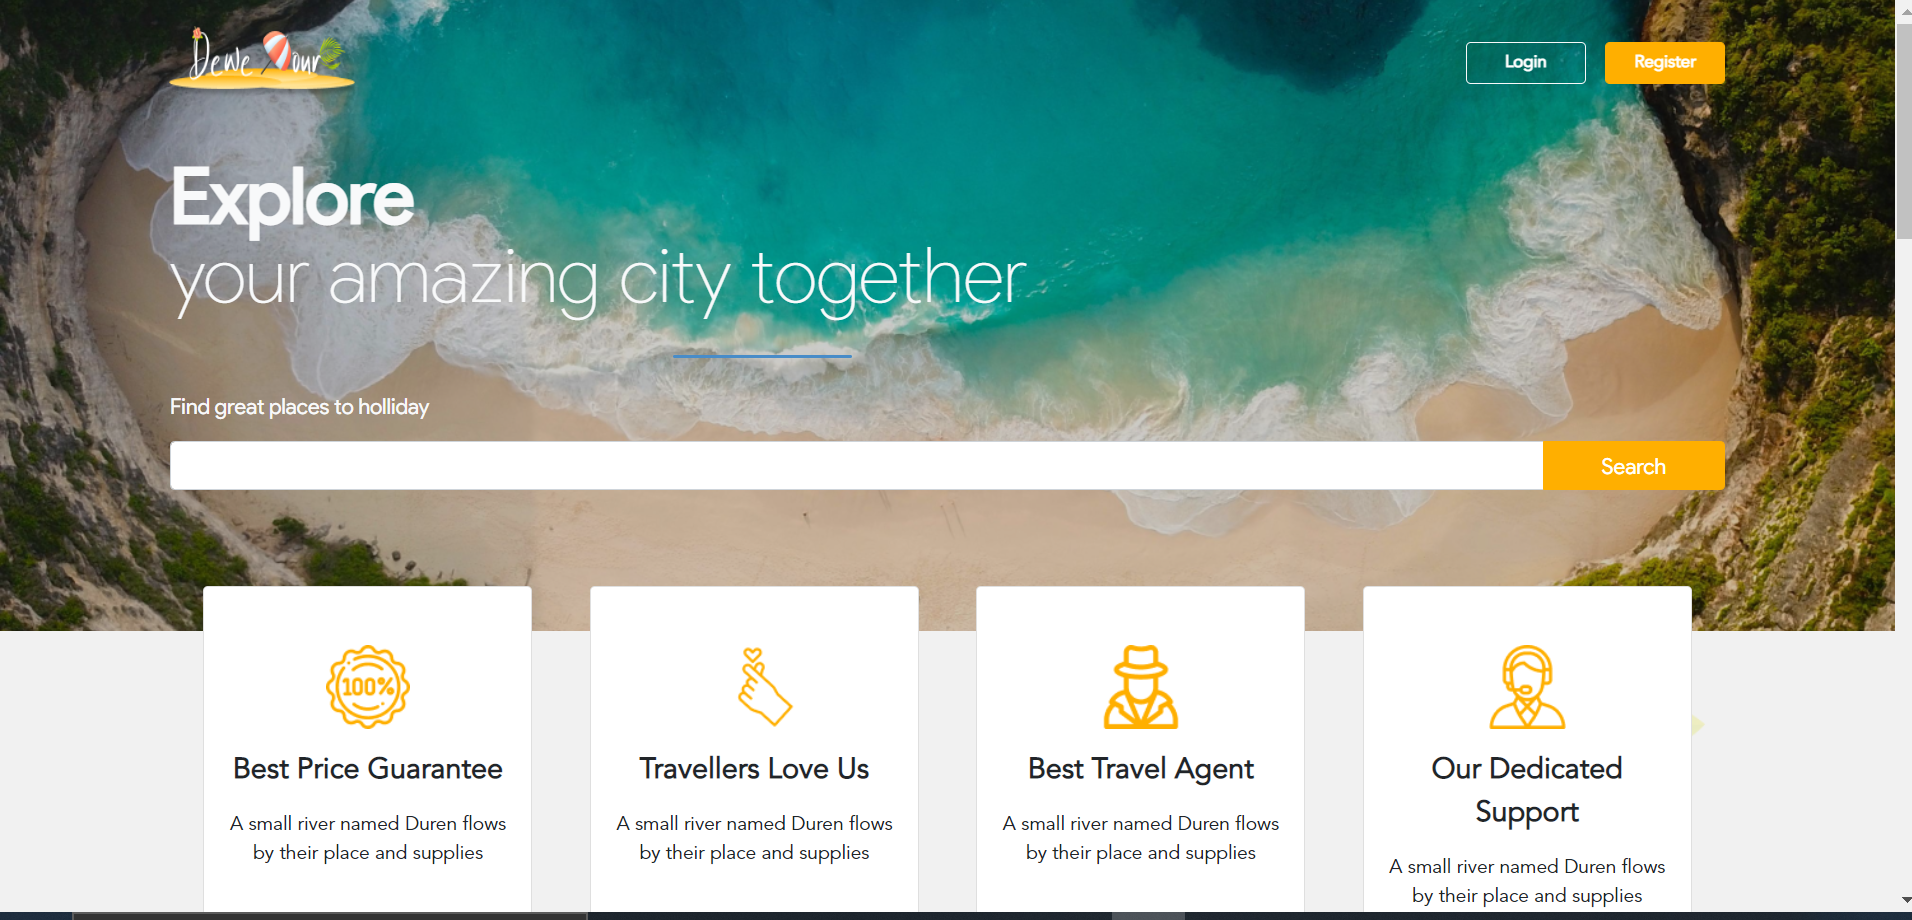 Dewe Tour
Login
Register
Explore
your amazing city together
Find great places to holliday
Search
100%
Best Price Guarantee
A small river named Duren flows
by their place and supplies
Travellers Love Us
A small river named Duren flows
by their place and supplies
Best Travel Agent
A small river named Duren flows
by their place and supplies
Our Dedicated
Support
A small river named Duren flows
by their place and supplies